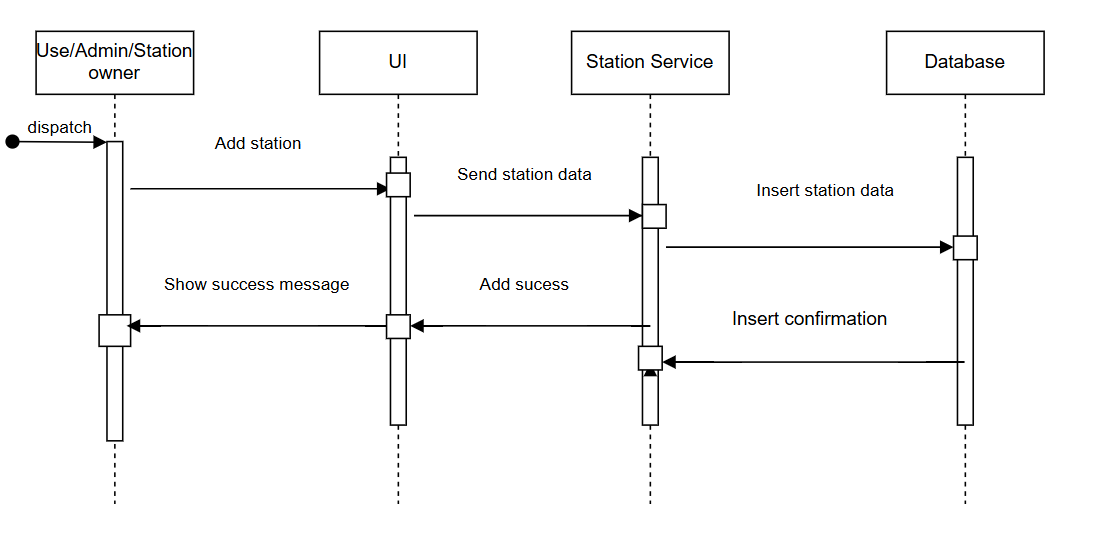 Use/Admin/Station
owner
UI
Station Service
Database
dispatch
Add station
Send station data
Insert station data
Show success message
Add sucess
Insert confirmation